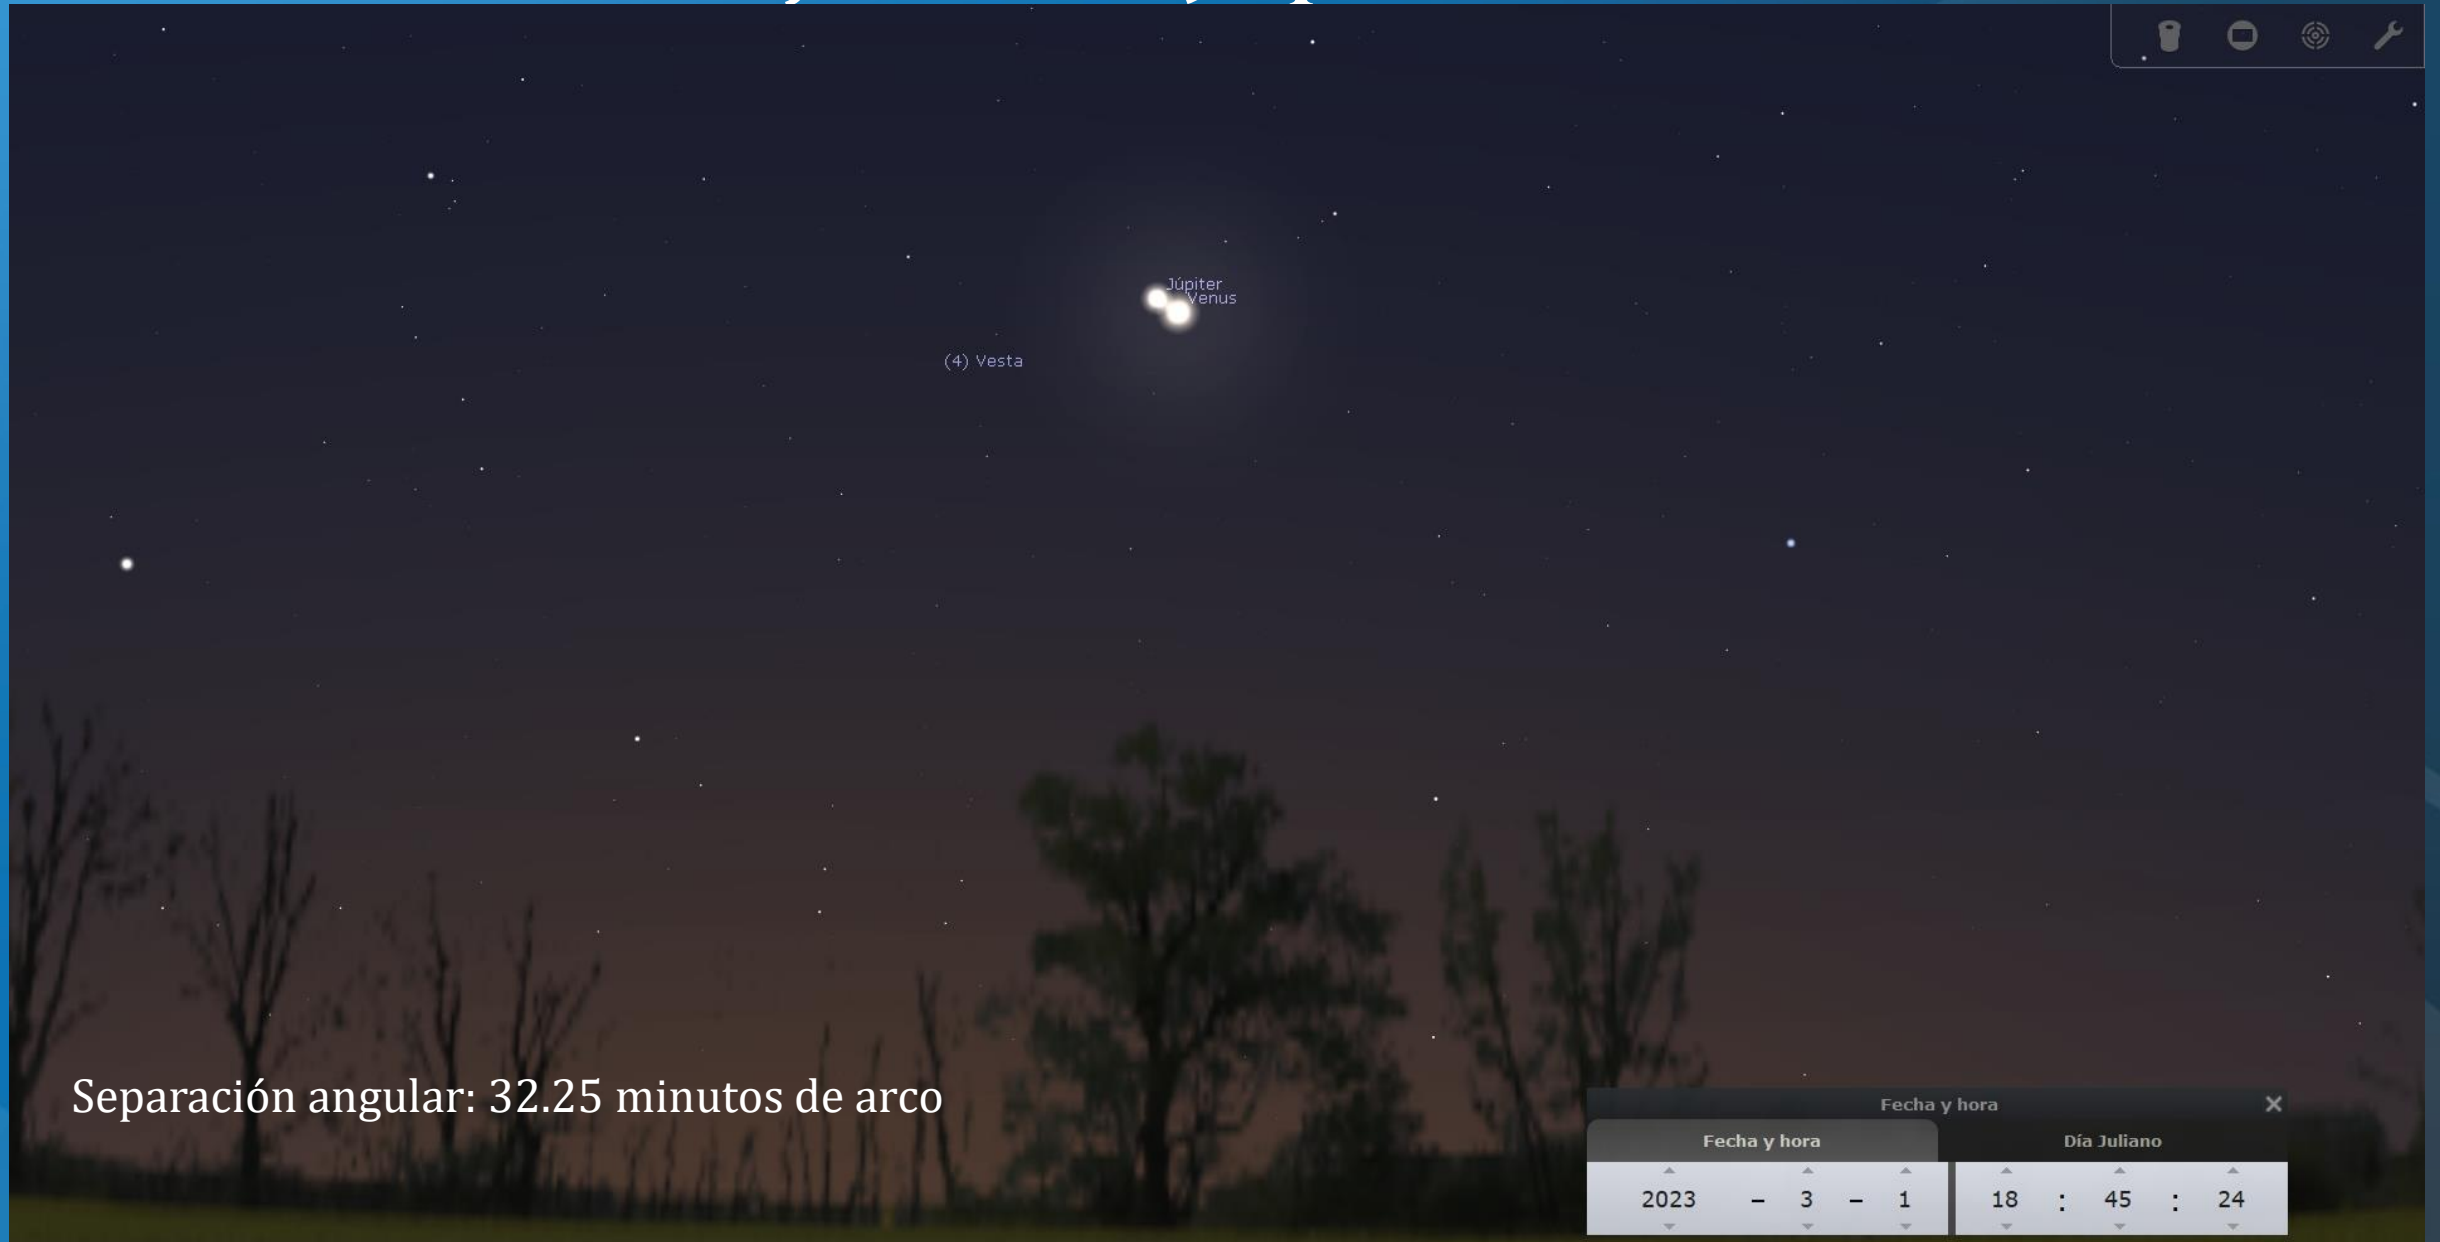 Júpiter
Venus
(4) Vesta
Separación angular: 32.25 minutos de arco
Fecha y hora
Fecha y hora Día Juliano
2023 - 3 - 1 18 : 45 : 24